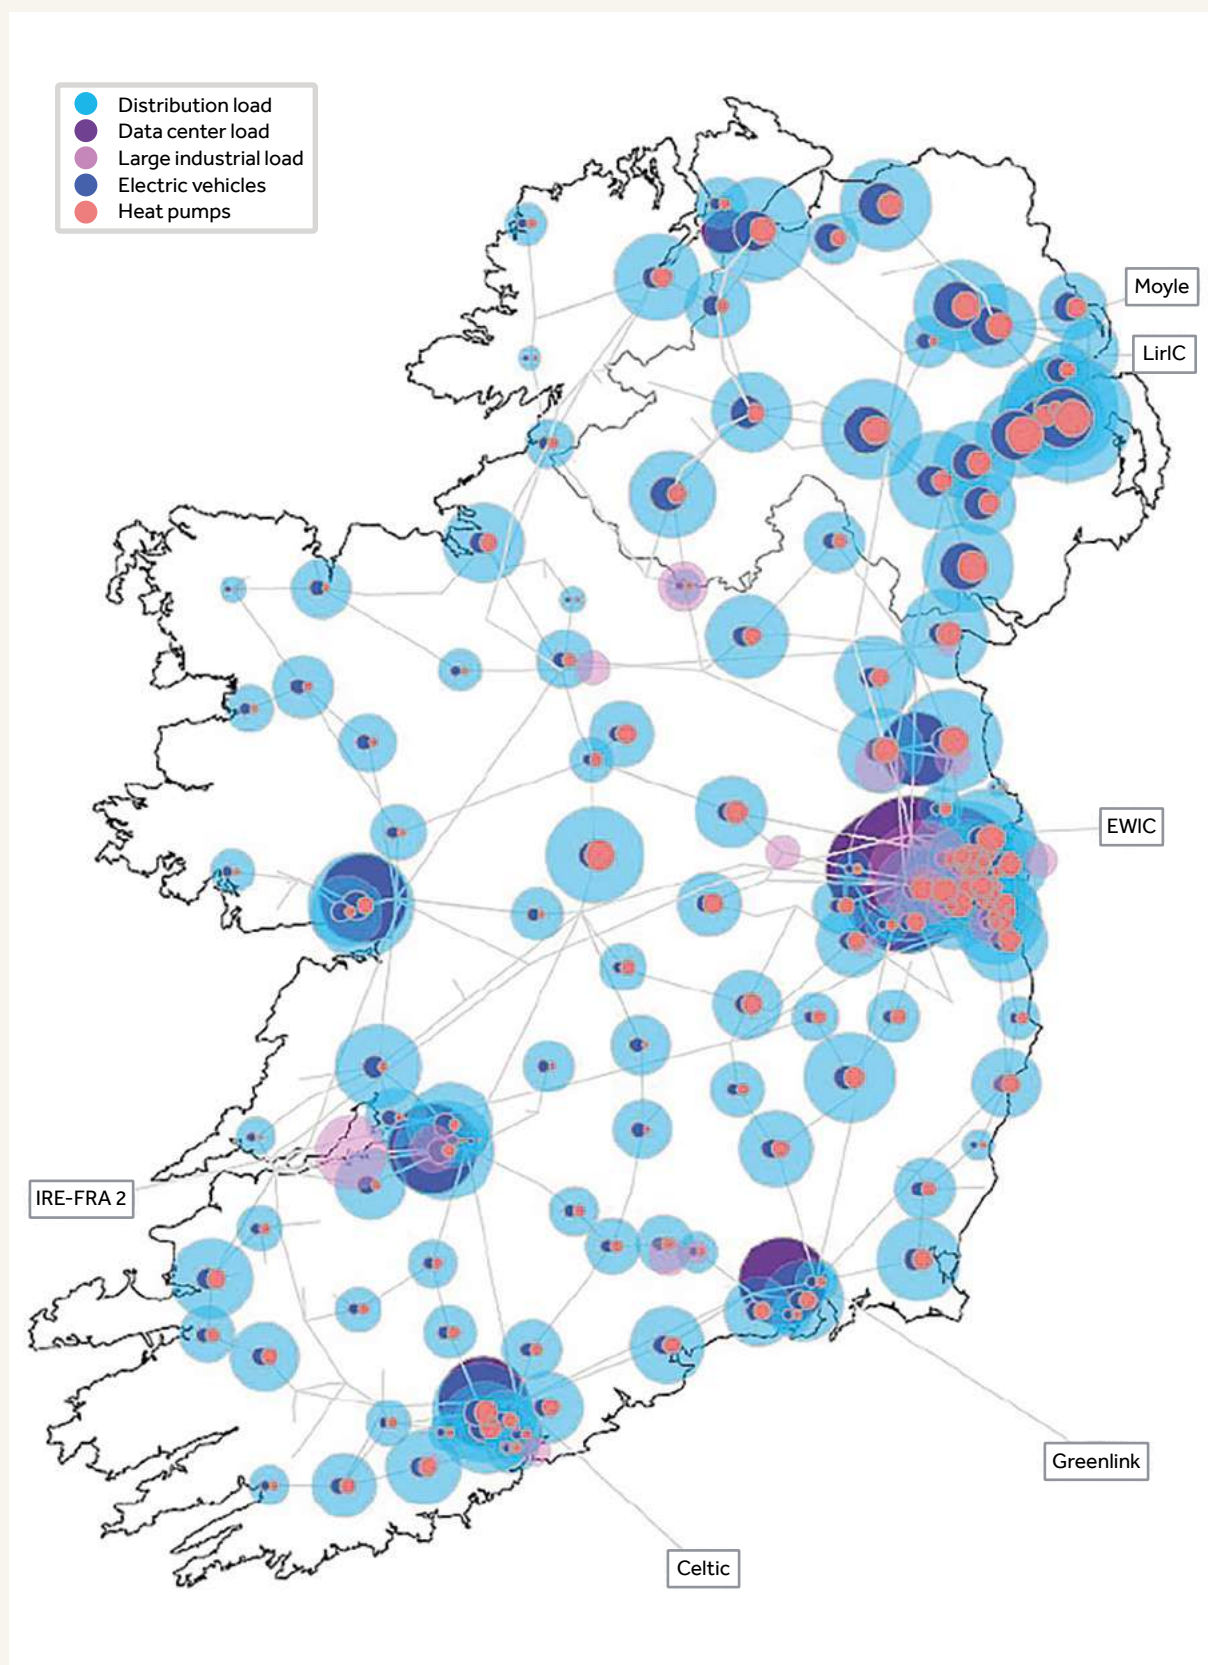 Distribution load
Data center load
Large industrial load
Electric vehicles
Heat pumps
Moyle
LirIC
EWIC
IRE-FRA 2
Greenlink
Celtic